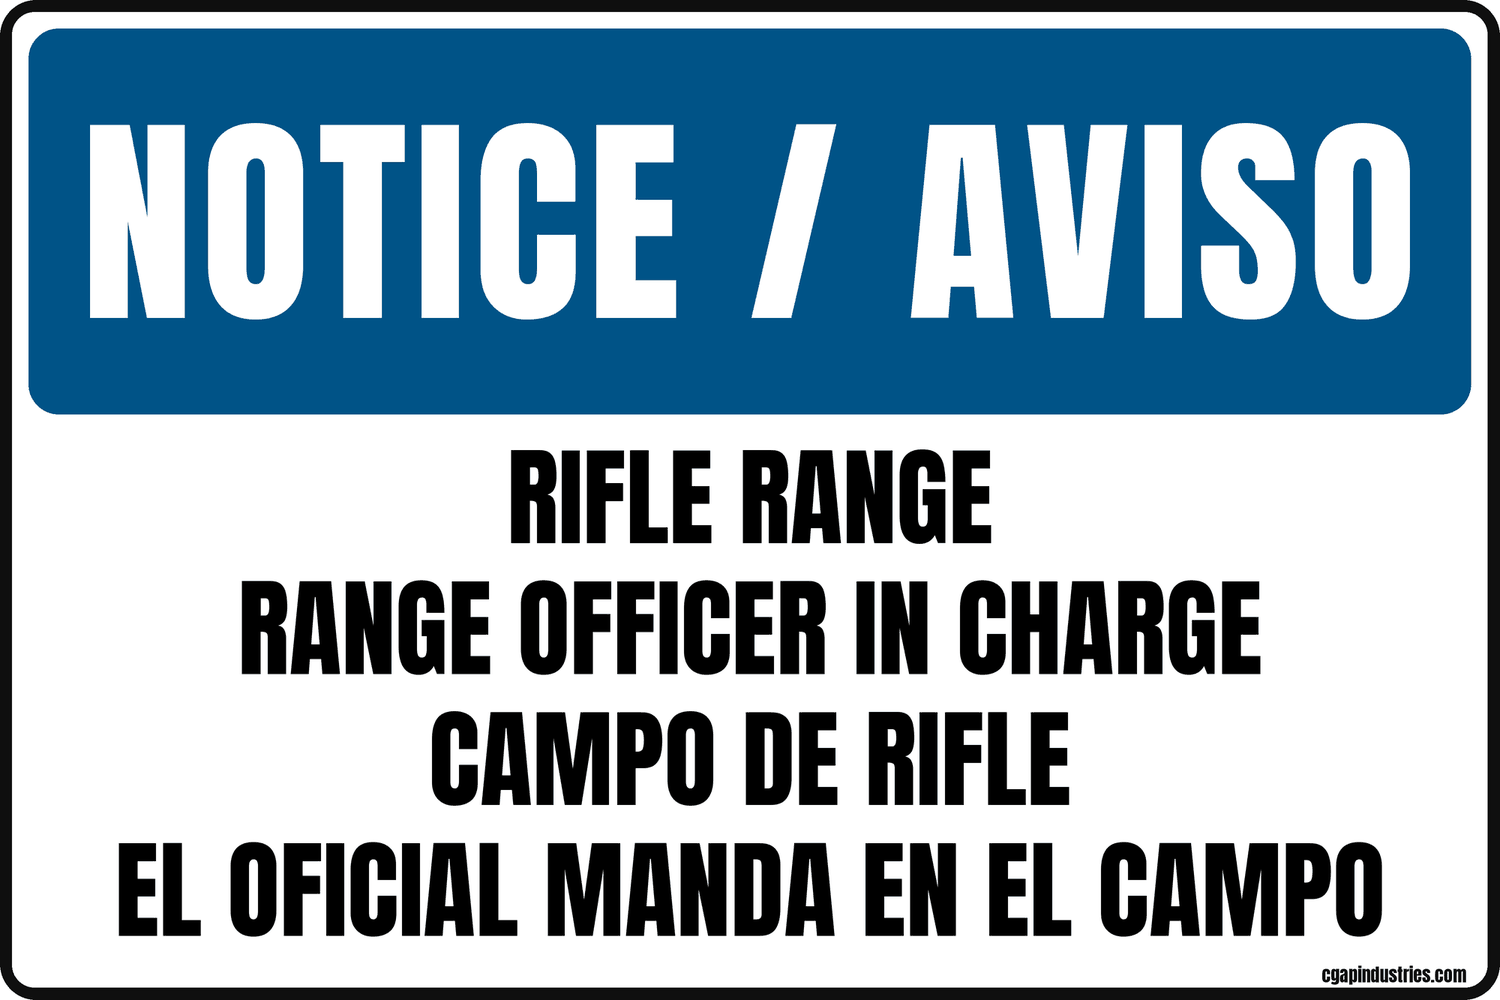 NOTICE / AVISO
RIFLE RANGE
RANGE OFFICER IN CHARGE
CAMPO DE RIFLE
EL OFICIAL MANDA EN EL CAMPO
cgapindustries.com